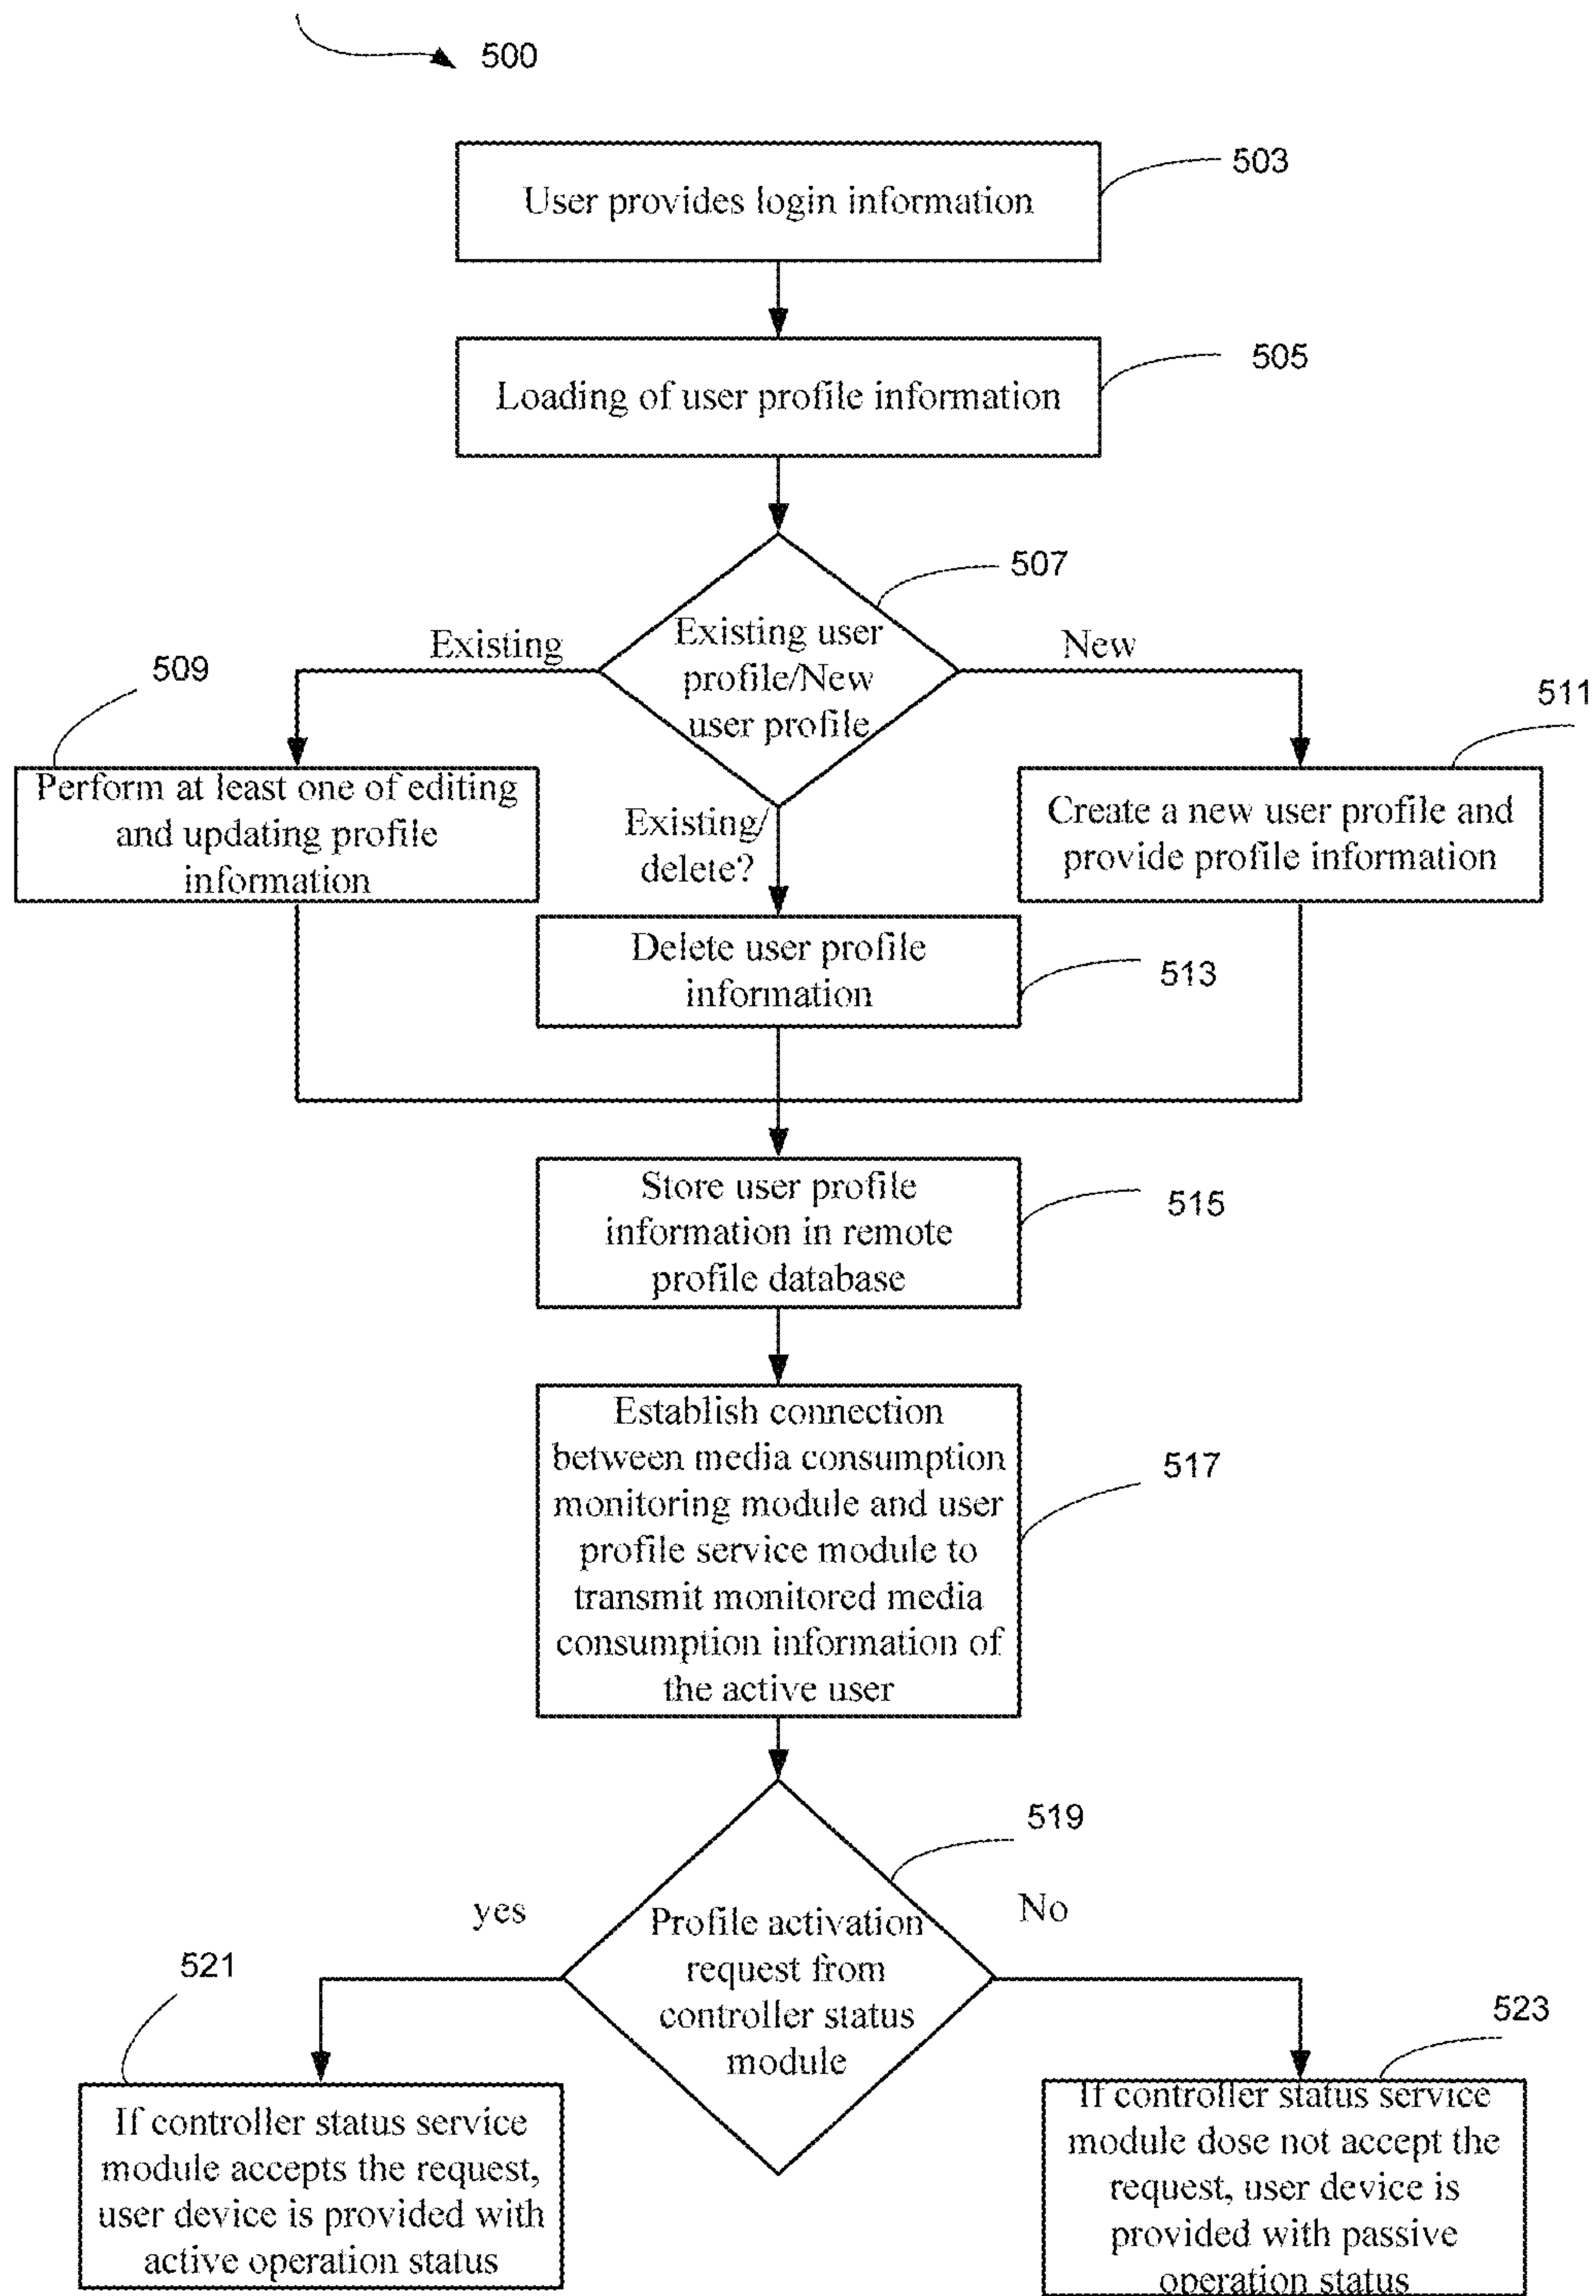 500
503
User provides login information
505
Loading of user profile information
507
Existing user
profile/New
user profile
Existing
New
509
511
Perform at least one of editing
and updating profile
information
Create a new user profile and
provide profile information
Existing/
delete?
Delete user profile
information
513
Store user profile
information in remote
profile database
515
Establish connection
between media consumption
monitoring module and user
profile service module to
transmit monitored media
consumption information of
the active user
517
519
Profile activation
request from
controller status
module
yes
No
521
523
If controller status service
module accepts the request,
user device is provided with
active operation status
If controller status service
module dose not accept the
request, user device is
provided with passive
operation status